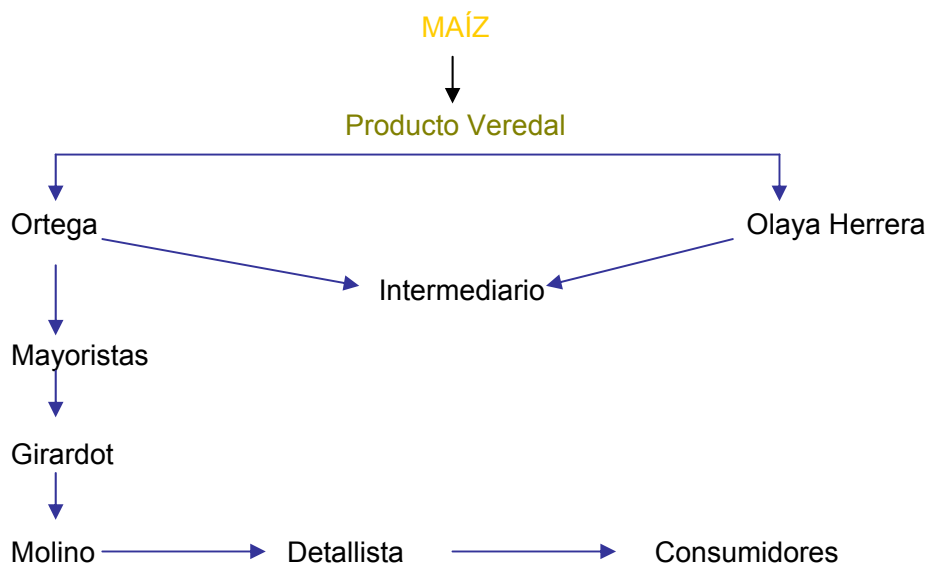 MAÍZ
Producto Veredal
Ortega
Olaya Herrera
Intermediario
Mayoristas
Girardot
Molino
Detallista
Consumidores